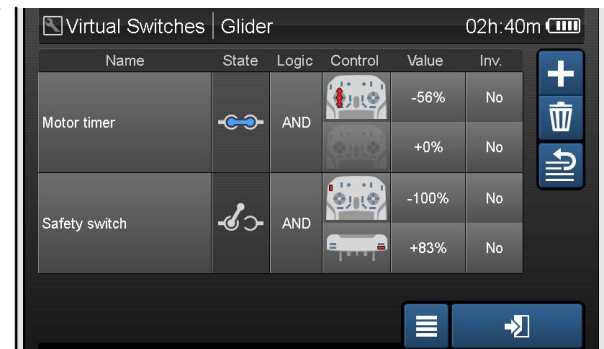 Virtual Switches Glider 02h:40m
Name State Logic Control Value Inv.
Motor timer AND -56% No
+0% No
Safety switch AND -100% No
+83% No